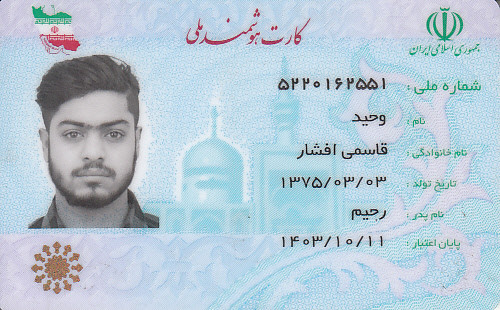 کارت هوشمند ملی
جمهوری اسلامی ایران
شماره ملی : ۵۲۲۰۱۶۲۵۵۱
نام : وحید
نام خانوادگی : قاسمی افشار
تاریخ تولد : ۱۳۷۵/۰۳/۰۳
نام پدر : رحیم
پایان اعتبار : ۱۴۰۳/۱۰/۱۱